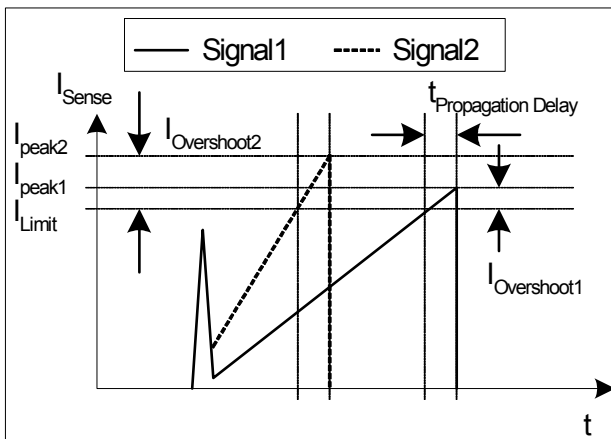 Signal1 Signal2
I_Sense
t_Propagation Delay
I_Overshoot2
I_peak2
I_peak1
I_Limit
I_Overshoot1
t